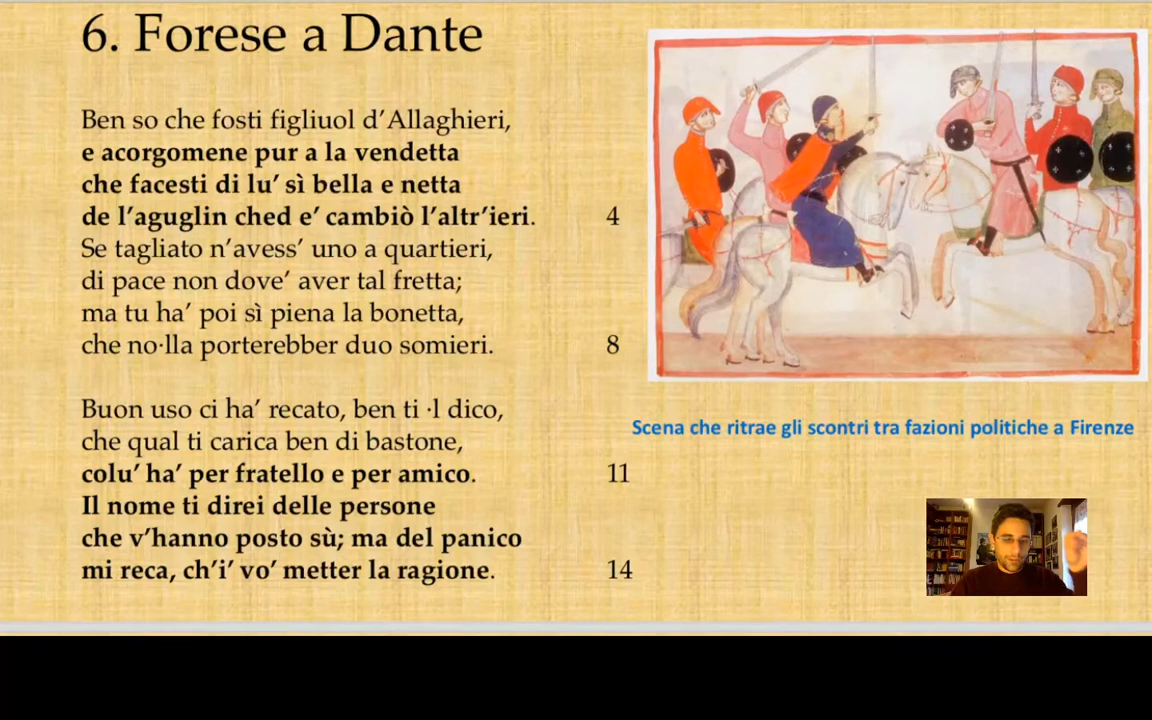 6. Forese a Dante
Ben so che fosti figliuol d’Allaghieri,
e acorgomene pur a la vendetta
che facesti di lu’ sì bella e netta
de l’aguglin ched e’ cambiò l’altr’ieri. 4
Se tagliato n’avess’ uno a quartieri,
di pace non dove’ aver tal fretta;
ma tu ha’ poi sì piena la bonetta,
che no·lla porterebber duo somieri. 8
Buon uso ci ha’ recato, ben ti ·l dico,
che qual ti carica ben di bastone,
colu’ ha’ per fratello e per amico. 11
Il nome ti direi delle persone
che v’hanno posto sù; ma del panico
mi reca, ch’i’ vo’ metter la ragione. 14
Scena che ritrae gli scontri tra fazioni politiche a Firenze